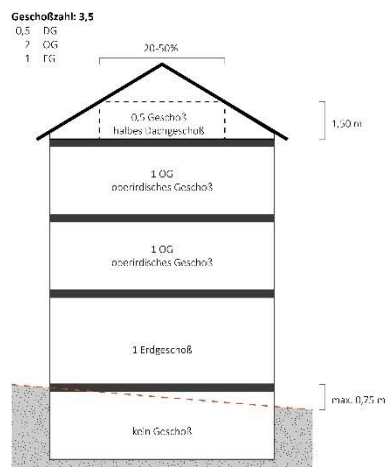 Geschoßzahl: 3,5
0,5 DG
2 OG
1 EG
20-50%
0,5 Geschoß
halbes Dachgeschoß
1,50 m
1 OG
oberirdisches Geschoß
1 OG
oberirdisches Geschoß
1 Erdgeschoß
max. 0,75 m
kein Geschoß